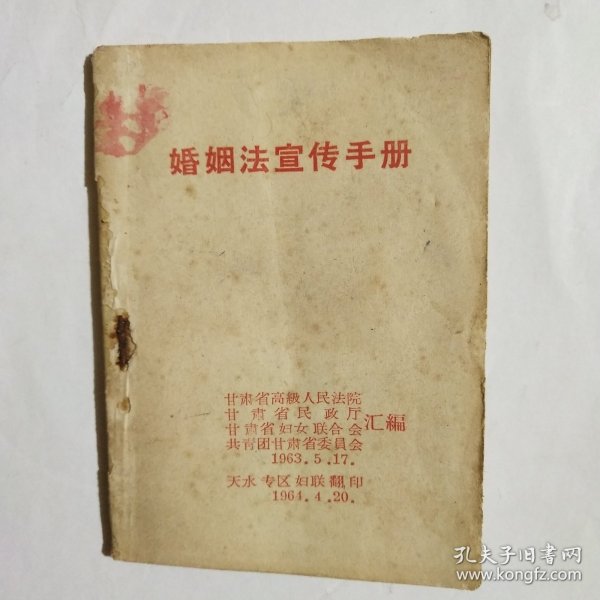 婚姻法宣传手册
甘肃省高級人民法院
甘肃省民政厅
甘肃省妇女联合会
共青团甘肃省委員会
汇編
1963.5.17.
天水专区妇联翻印
1964.4.20.
孔夫子旧书网
www.kongfz.com